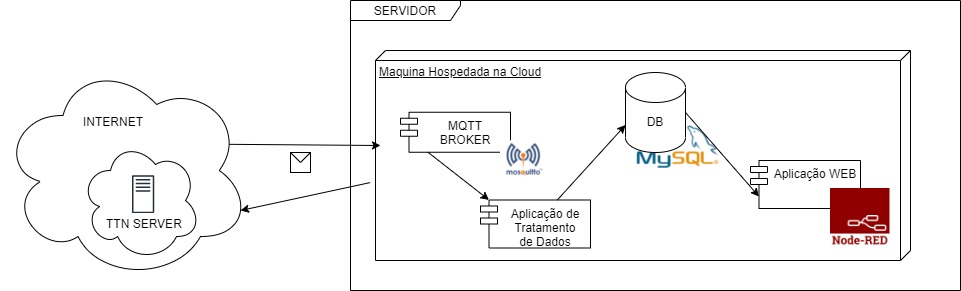 SERVIDOR
Maquina Hospedada na Cloud
INTERNET
TTN SERVER
MQTT
BROKER
mosquitto
Aplicação de
Tratamento
de Dados
DB
MySQL
Aplicação WEB
Node-RED